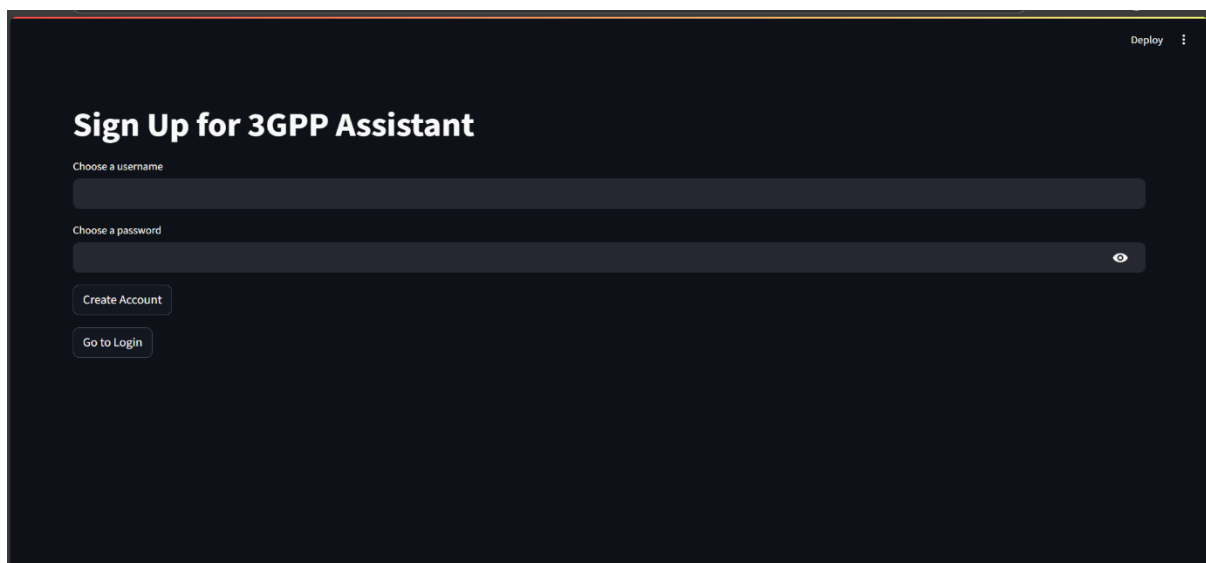 Deploy
Sign Up for 3GPP Assistant
Choose a username
Choose a password
Create Account
Go to Login